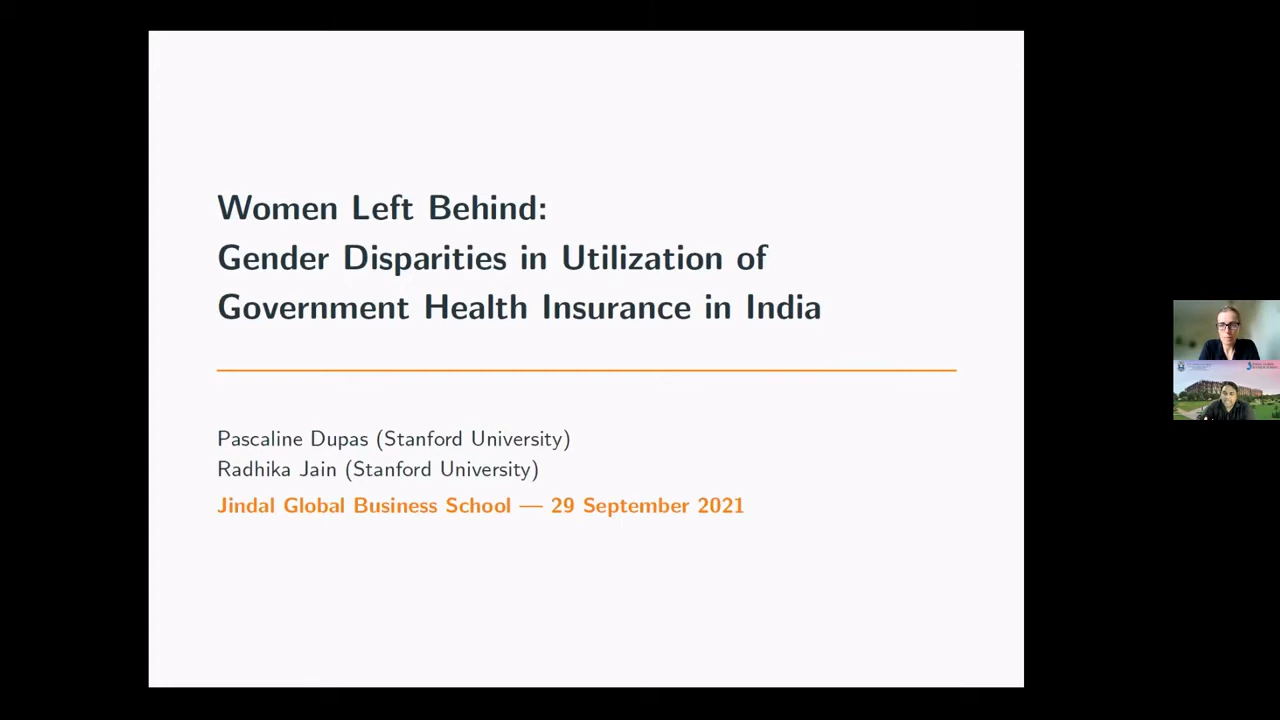 Women Left Behind:
Gender Disparities in Utilization of
Government Health Insurance in India
Pascaline Dupas (Stanford University)
Radhika Jain (Stanford University)
Jindal Global Business School — 29 September 2021